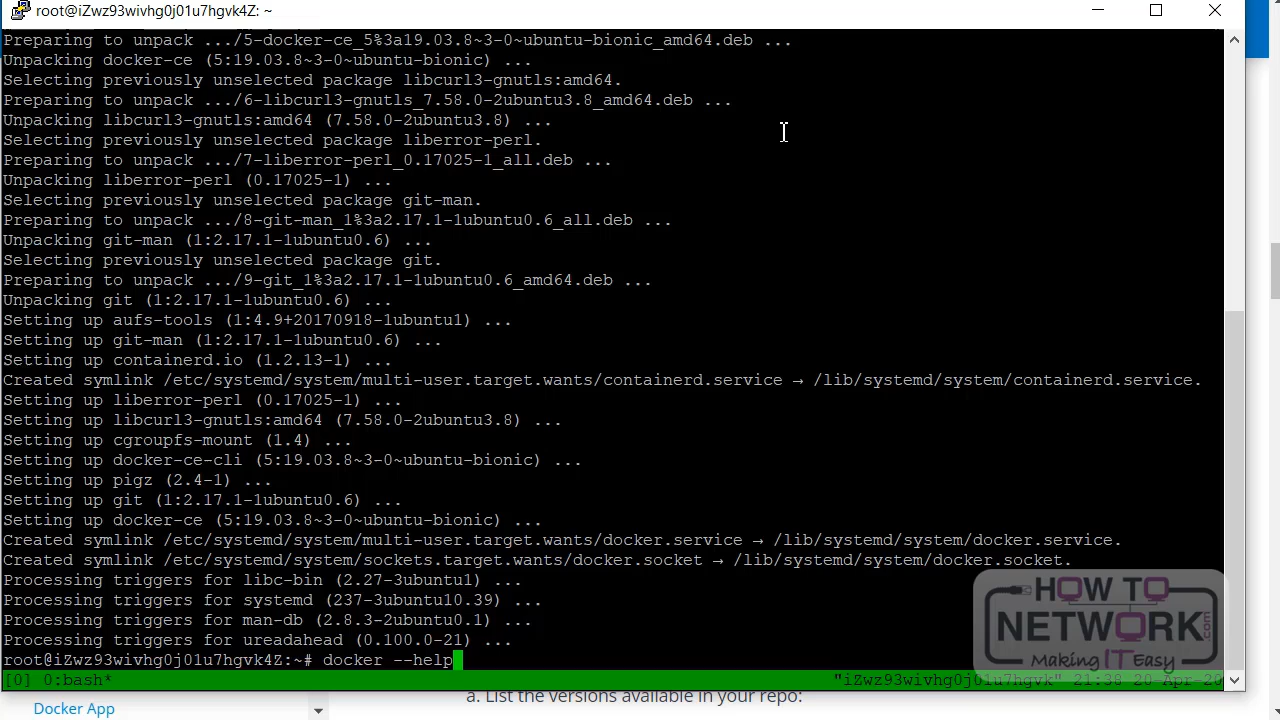 root@iZwz93wivhg0j01u7hgvk4Z: ~
Preparing to unpack .../5-docker-ce_5%3a19.03.8~3-0~ubuntu-bionic_amd64.deb ...
Unpacking docker-ce (5:19.03.8~3-0~ubuntu-bionic) ...
Selecting previously unselected package libcurl3-gnutls:amd64.
Preparing to unpack .../6-libcurl3-gnutls_7.58.0-2ubuntu3.8_amd64.deb ...
Unpacking libcurl3-gnutls:amd64 (7.58.0-2ubuntu3.8) ...
Selecting previously unselected package liberror-perl.
Preparing to unpack .../7-liberror-perl_0.17025-1_all.deb ...
Unpacking liberror-perl (0.17025-1) ...
Selecting previously unselected package git-man.
Preparing to unpack .../8-git-man_1%3a2.17.1-1ubuntu0.6_all.deb ...
Unpacking git-man (1:2.17.1-1ubuntu0.6) ...
Selecting previously unselected package git.
Preparing to unpack .../9-git_1%3a2.17.1-1ubuntu0.6_amd64.deb ...
Unpacking git (1:2.17.1-1ubuntu0.6) ...
Setting up aufs-tools (1:4.9+20170918-1ubuntu1) ...
Setting up git-man (1:2.17.1-1ubuntu0.6) ...
Setting up containerd.io (1.2.13-1) ...
Created symlink /etc/systemd/system/multi-user.target.wants/containerd.service → /lib/systemd/system/containerd.service.
Setting up liberror-perl (0.17025-1) ...
Setting up libcurl3-gnutls:amd64 (7.58.0-2ubuntu3.8) ...
Setting up cgroupfs-mount (1.4) ...
Setting up docker-ce-cli (5:19.03.8~3-0~ubuntu-bionic) ...
Setting up pigz (2.4-1) ...
Setting up git (1:2.17.1-1ubuntu0.6) ...
Setting up docker-ce (5:19.03.8~3-0~ubuntu-bionic) ...
Created symlink /etc/systemd/system/multi-user.target.wants/docker.service → /lib/systemd/system/docker.service.
Created symlink /etc/systemd/system/sockets.target.wants/docker.socket → /lib/systemd/system/docker.socket.
Processing triggers for libc-bin (2.27-3ubuntu1) ...
Processing triggers for systemd (237-3ubuntu10.39) ...
Processing triggers for man-db (2.8.3-2ubuntu0.1) ...
Processing triggers for ureadahead (0.100.0-21) ...
root@iZwz93wivhg0j01u7hgvk4Z:~# docker --help
[0] 0:bash* "iZwz93wivhg0j01u7hgvk" 21:38 20-Apr-20
HOW TO
NETWORK.com
Making IT Easy
a. List the versions available in your repo:
Docker App